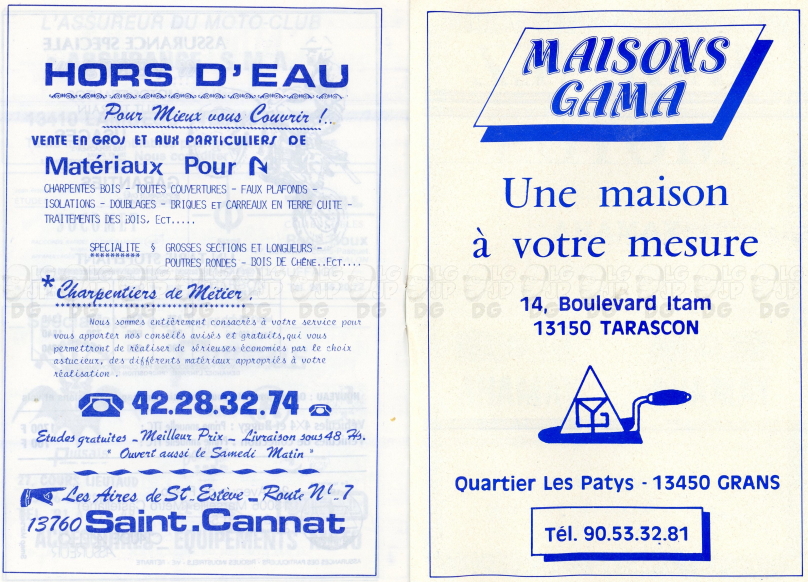 HORS D'EAU
Pour Mieux vous Couvrir !..
VENTE EN GROS ET AUX PARTICULIERS DE
Matériaux Pour
CHARPENTES BOIS - TOUTES COUVERTURES - FAUX PLAFONDS -
ISOLATIONS - DOUBLAGES - BRIQUES ET CARREAUX EN TERRE CUITE -
TRAITEMENTS DES BOIS, ECT.....
SPECIALITE § GROSSES SECTIONS ET LONGUEURS -
POUTRES RONDES - BOIS DE CHÊNE..ECT....
*Charpentiers de Métier.
Nous sommes entièrement consacrés à votre service pour
vous apporter nos conseils avisés et gratuits,qui vous
permettront de réaliser de sérieuses économies par le choix
astucieux, des différents matériaux appropriés à votre
réalisation.
42.28.32.74
Etudes gratuites - Meilleur Prix - Livraison sous 48 Hs.
" Ouvert aussi le Samedi Matin "
Les Aires de St Estève - Route Nle 7
13760 Saint.Cannat
MAISONS
GAMA
Une maison
à votre mesure
14, Boulevard Itam
13150 TARASCON
Quartier Les Patys - 13450 GRANS
Tél. 90.53.32.81